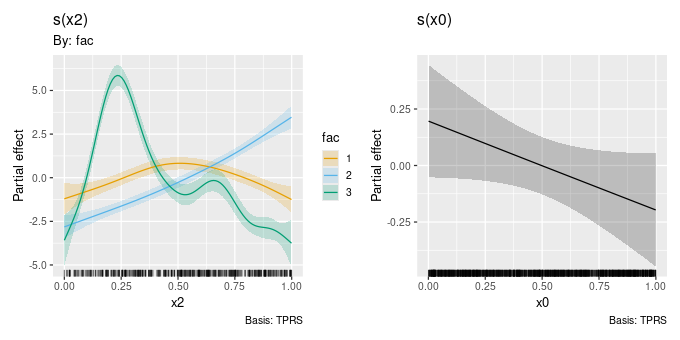 s(x2)
By: fac
Partial effect
5.0
2.5
0.0
-2.5
-5.0
0.00 0.25 0.50 0.75 1.00
x2
Basis: TPRS
fac
1
2
3
s(x0)
Partial effect
0.25
0.00
-0.25
0.00 0.25 0.50 0.75 1.00
x0
Basis: TPRS